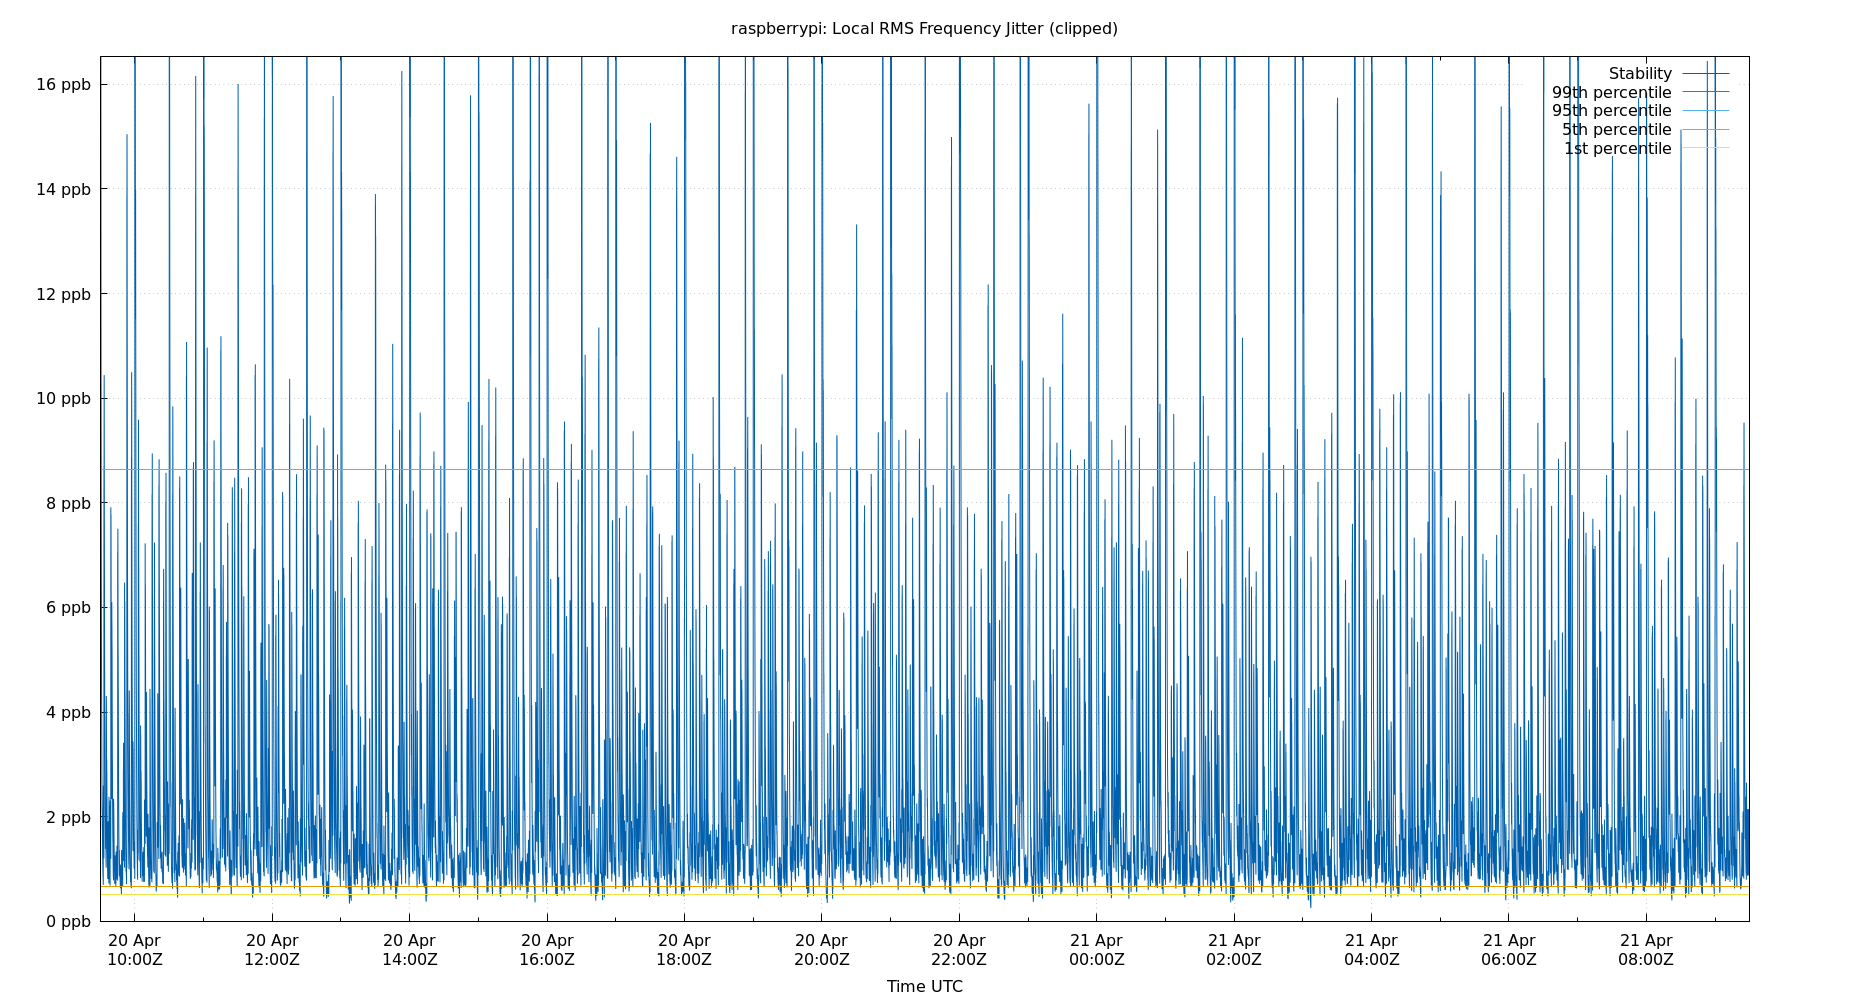 raspberrypi: Local RMS Frequency Jitter (clipped)
16 ppb
14 ppb
12 ppb
10 ppb
8 ppb
6 ppb
4 ppb
2 ppb
0 ppb
Stability
99th percentile
95th percentile
5th percentile
1st percentile
20 Apr 20 Apr 20 Apr 20 Apr 20 Apr 20 Apr 20 Apr 21 Apr 21 Apr 21 Apr 21 Apr 21 Apr
10:00Z 12:00Z 14:00Z 16:00Z 18:00Z 20:00Z 22:00Z 00:00Z 02:00Z 04:00Z 06:00Z 08:00Z
Time UTC